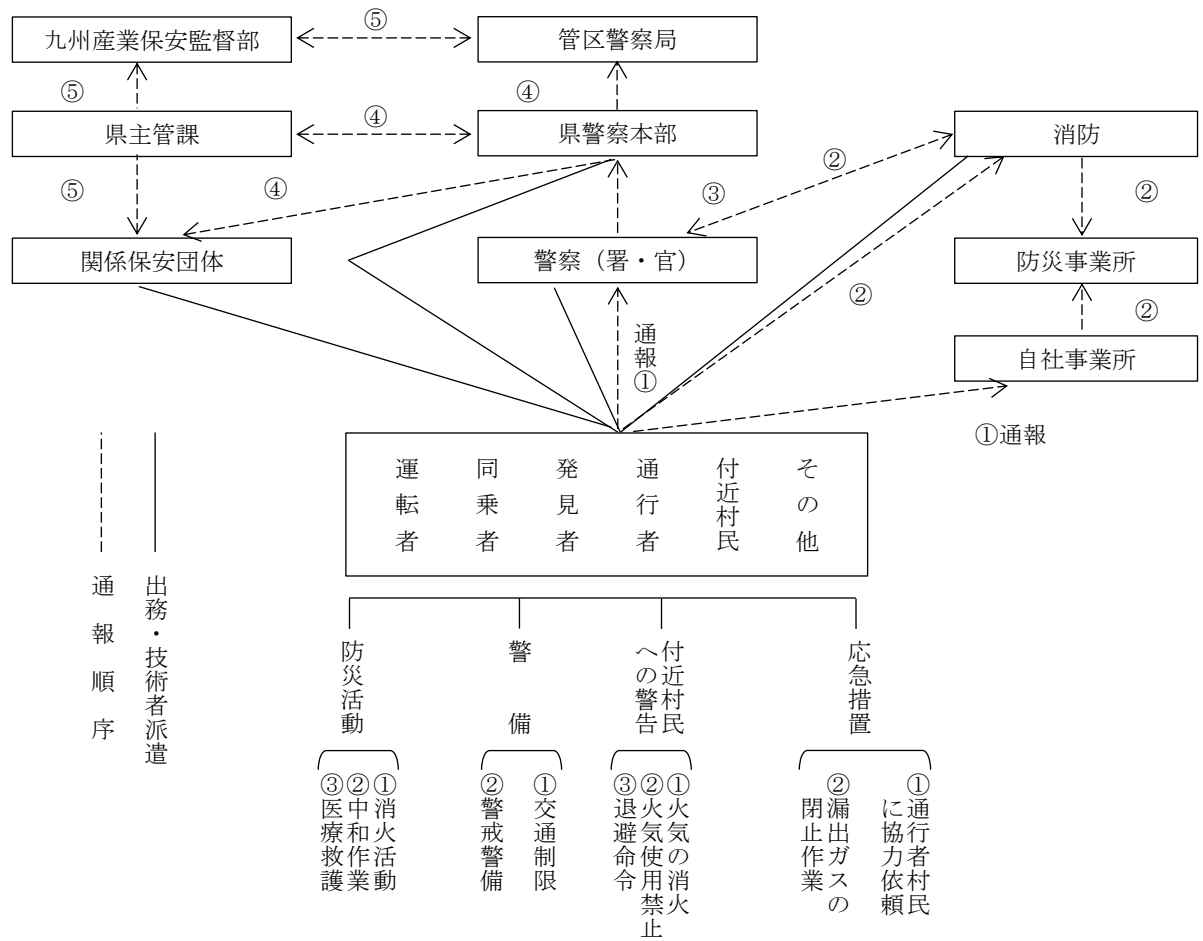 九州産業保安監督部
⑤
管区警察局
⑤
④
県主管課
④
県警察本部
消防
⑤
④
③
②
②
関係保安団体
警察（署・官）
防災事業所
②
②
通報①
自社事業所
①通報
運転者
同乗者
発見者
通行者
付近村民
その他
通報順序
出務・技術者派遣
防災活動
①消火活動
②中和作業
③医療救護
警備
①交通制限
②警戒警備
付近村民
への警告
①火気の消火
②火気使用禁止
③退避命令
応急措置
①通行者村民
に協力依頼
②漏出ガスの
閉止作業